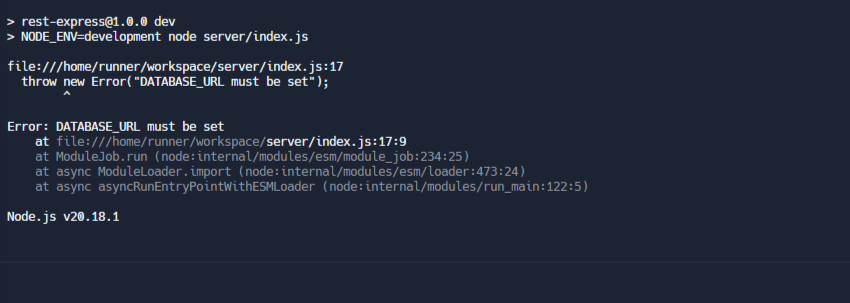 > rest-express@1.0.0 dev
> NODE_ENV=development node server/index.js
file:///home/runner/workspace/server/index.js:17
throw new Error("DATABASE_URL must be set");
^
Error: DATABASE_URL must be set
at file:///home/runner/workspace/server/index.js:17:9
at ModuleJob.run (node:internal/modules/esm/module_job:234:25)
at async ModuleLoader.import (node:internal/modules/esm/loader:473:24)
at async asyncRunEntryPointWithESMLoader (node:internal/modules/run_main:122:5)
Node.js v20.18.1